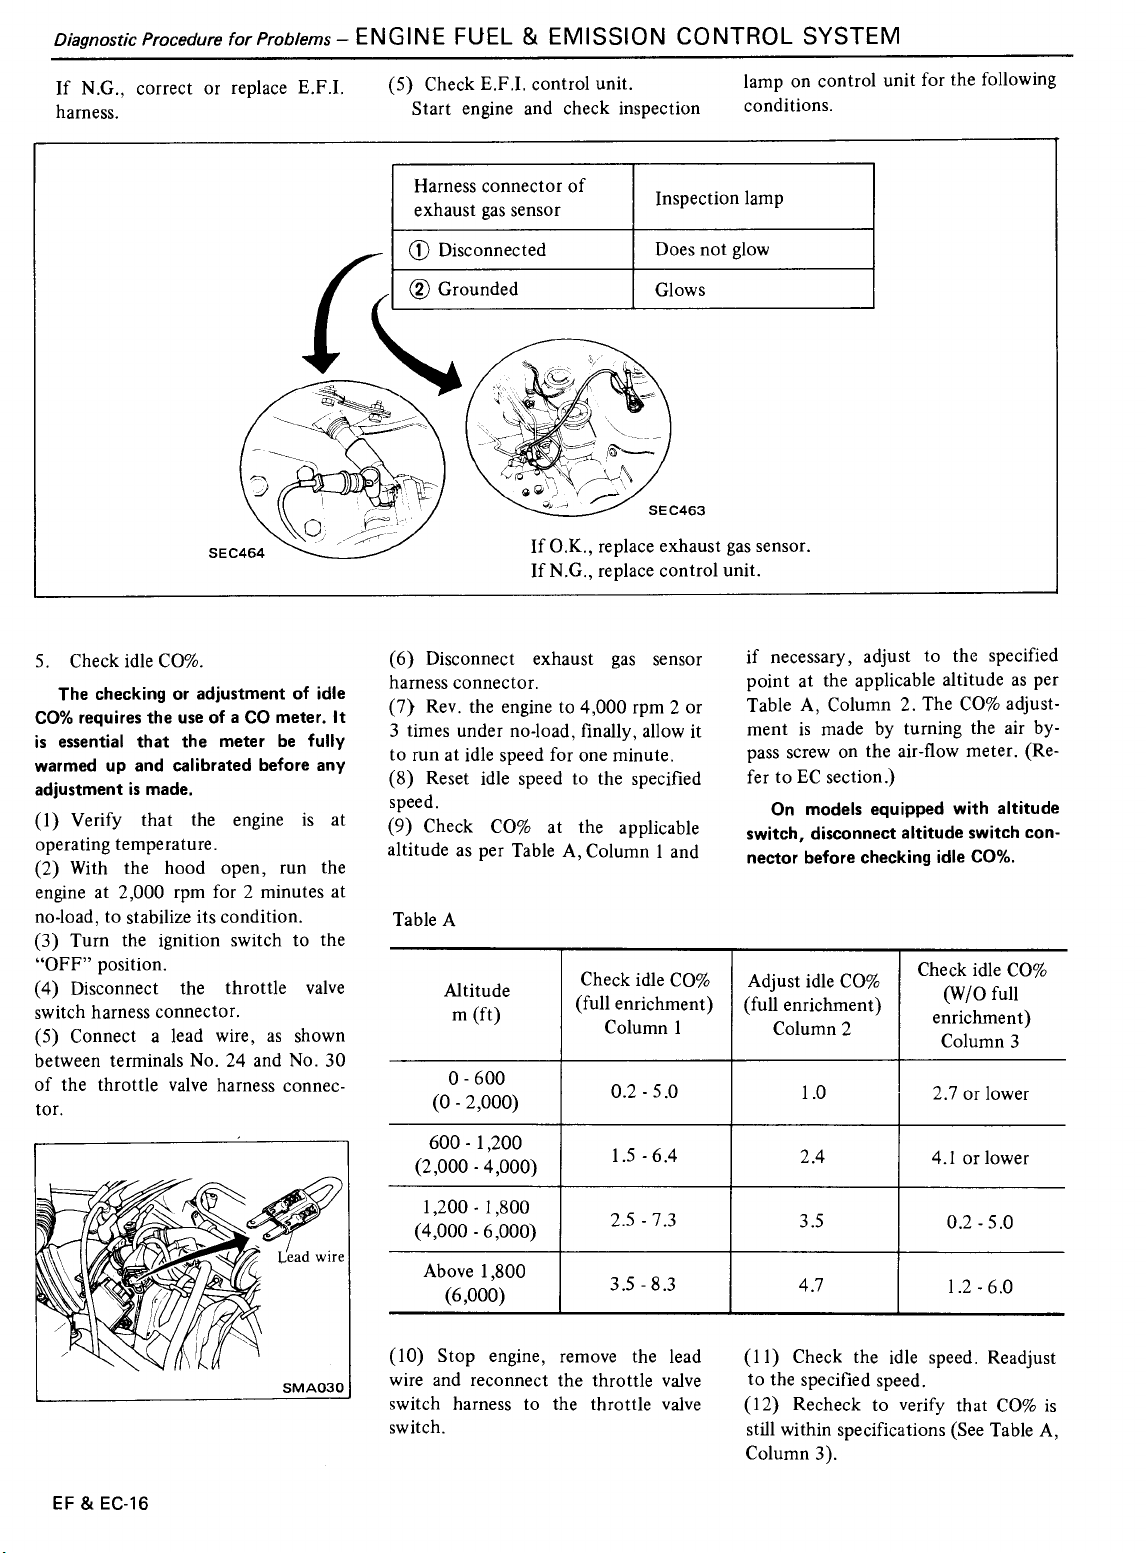 Diagnostic Procedure for Problems – ENGINE FUEL & EMISSION CONTROL SYSTEM
If N.G., correct or replace E.F.I.
harness.
(5) Check E.F.I. control unit.
Start engine and check inspection
lamp on control unit for the following
conditions.
Harness connector of
exhaust gas sensor
Inspection lamp
① Disconnected
Does not glow
② Grounded
Glows
SEC464
SEC463
If O.K., replace exhaust gas sensor.
If N.G., replace control unit.
5. Check idle CO%.
The checking or adjustment of idle
CO% requires the use of a CO meter. It
is essential that the meter be fully
warmed up and calibrated before any
adjustment is made.
(1) Verify that the engine is at
operating temperature.
(2) With the hood open, run the
engine at 2,000 rpm for 2 minutes at
no-load, to stabilize its condition.
(3) Turn the ignition switch to the
“OFF” position.
(4) Disconnect the throttle valve
switch harness connector.
(5) Connect a lead wire, as shown
between terminals No. 24 and No. 30
of the throttle valve harness connec-
tor.
Lead wire
SMA030
(6) Disconnect exhaust gas sensor
harness connector.
(7) Rev. the engine to 4,000 rpm 2 or
3 times under no-load, finally, allow it
to run at idle speed for one minute.
(8) Reset idle speed to the specified
speed.
(9) Check CO% at the applicable
altitude as per Table A, Column 1 and
if necessary, adjust to the specified
point at the applicable altitude as per
Table A, Column 2. The CO% adjust-
ment is made by turning the air by-
pass screw on the air-flow meter. (Re-
fer to EC section.)
On models equipped with altitude
switch, disconnect altitude switch con-
nector before checking idle CO%.
Table A
Altitude
m (ft)
Check idle CO%
(full enrichment)
Column 1
Adjust idle CO%
(full enrichment)
Column 2
Check idle CO%
(W/O full
enrichment)
Column 3
0 - 600
(0 - 2,000)
0.2 - 5.0
1.0
2.7 or lower
600 - 1,200
(2,000 - 4,000)
1.5 - 6.4
2.4
4.1 or lower
1,200 - 1,800
(4,000 - 6,000)
2.5 - 7.3
3.5
0.2 - 5.0
Above 1,800
(6,000)
3.5 - 8.3
4.7
1.2 - 6.0
(10) Stop engine, remove the lead
wire and reconnect the throttle valve
switch harness to the throttle valve
switch.
(11) Check the idle speed. Readjust
to the specified speed.
(12) Recheck to verify that CO% is
still within specifications (See Table A,
Column 3).
EF & EC-16